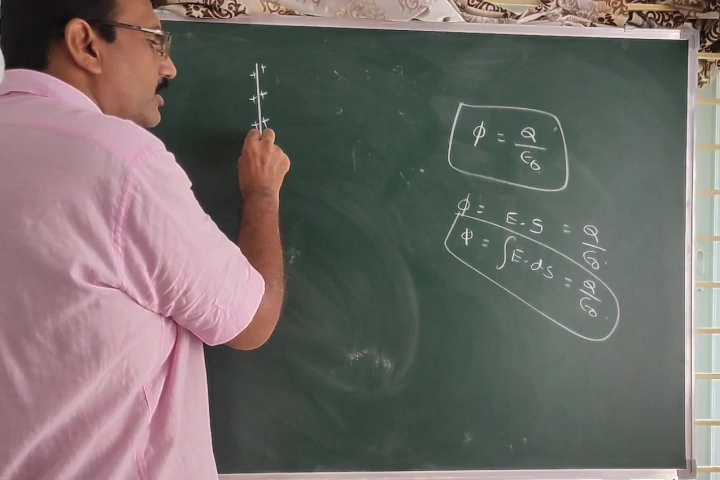 ϕ = Q/ε₀
ϕ = E·S = Q/ε₀
ϕ = ∫E·ds = Q/ε₀